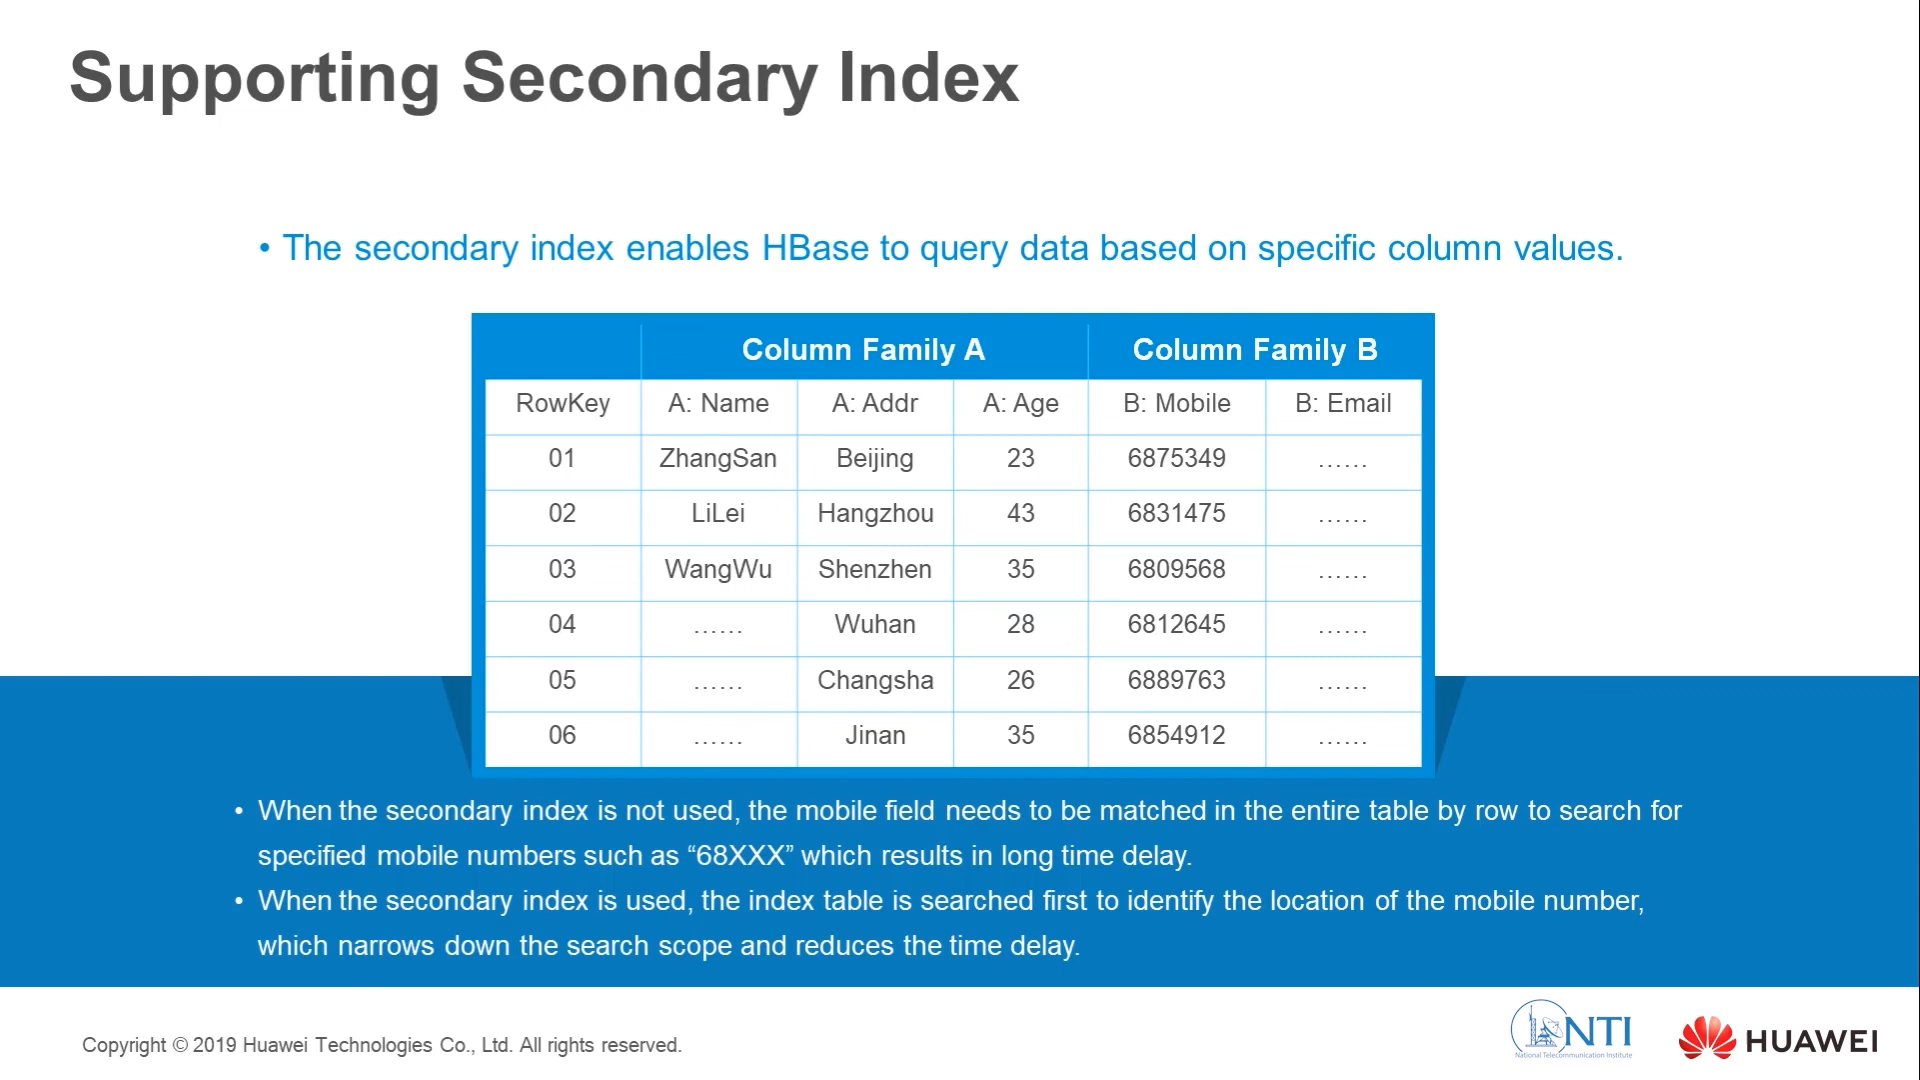 Supporting Secondary Index
• The secondary index enables HBase to query data based on specific column values.
Column Family A Column Family B
RowKey A: Name A: Addr A: Age B: Mobile B: Email
01 ZhangSan Beijing 23 6875349 ......
02 LiLei Hangzhou 43 6831475 ......
03 WangWu Shenzhen 35 6809568 ......
04 ...... Wuhan 28 6812645 ......
05 ...... Changsha 26 6889763 ......
06 ...... Jinan 35 6854912 ......
• When the secondary index is not used, the mobile field needs to be matched in the entire table by row to search for
specified mobile numbers such as “68XXX” which results in long time delay.
• When the secondary index is used, the index table is searched first to identify the location of the mobile number,
which narrows down the search scope and reduces the time delay.
Copyright © 2019 Huawei Technologies Co., Ltd. All rights reserved.
NTI
National Telecommunication Institute
HUAWEI